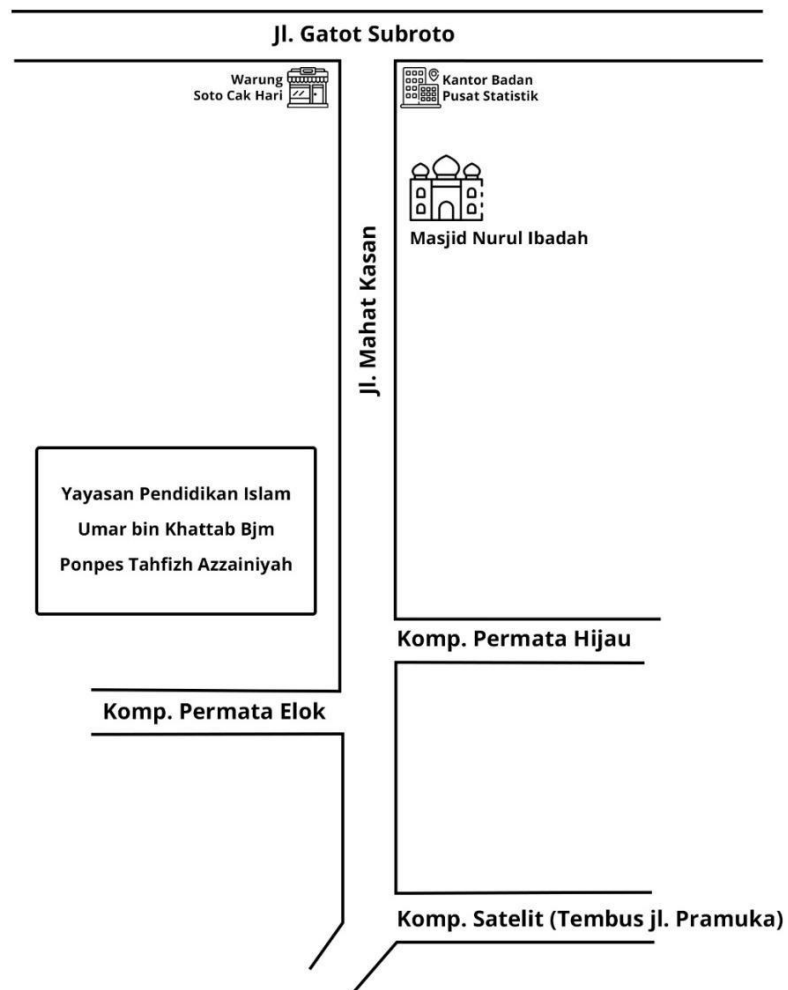 Jl. Gatot Subroto
Warung
Soto Cak Hari
Kantor Badan
Pusat Statistik
Masjid Nurul Ibadah
Jl. Mahat Kasan
Yayasan Pendidikan Islam
Umar bin Khattab Bjm
Ponpes Tahfizh Azzainiyah
Komp. Permata Hijau
Komp. Permata Elok
Komp. Satelit (Tembus jl. Pramuka)